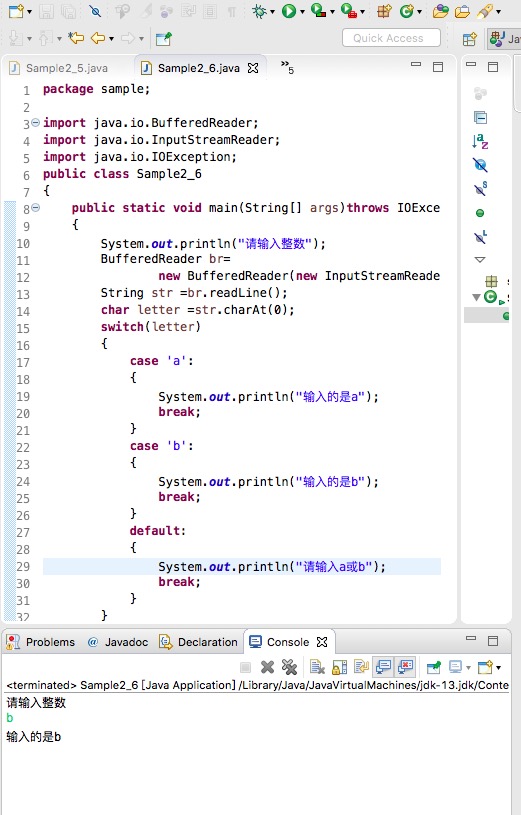 Quick Access
Jav
Sample2_5.java
Sample2_6.java
»5
1 package sample;
2
3 import java.io.BufferedReader;
4 import java.io.InputStreamReader;
5 import java.io.IOException;
6 public class Sample2_6
7 {
8 public static void main(String[] args)throws IOExce
9 {
10 System.out.println("请输入整数");
11 BufferedReader br=
12 new BufferedReader(new InputStreamReade
13 String str =br.readLine();
14 char letter =str.charAt(0);
15 switch(letter)
16 {
17 case 'a':
18 {
19 System.out.println("输入的是a");
20 break;
21 }
22 case 'b':
23 {
24 System.out.println("输入的是b");
25 break;
26 }
27 default:
28 {
29 System.out.println("请输入a或b");
30 break;
31 }
32 }
Problems @ Javadoc Declaration Console
<terminated> Sample2_6 [Java Application] /Library/Java/JavaVirtualMachines/jdk-13.jdk/Conte
请输入整数
b
输入的是b